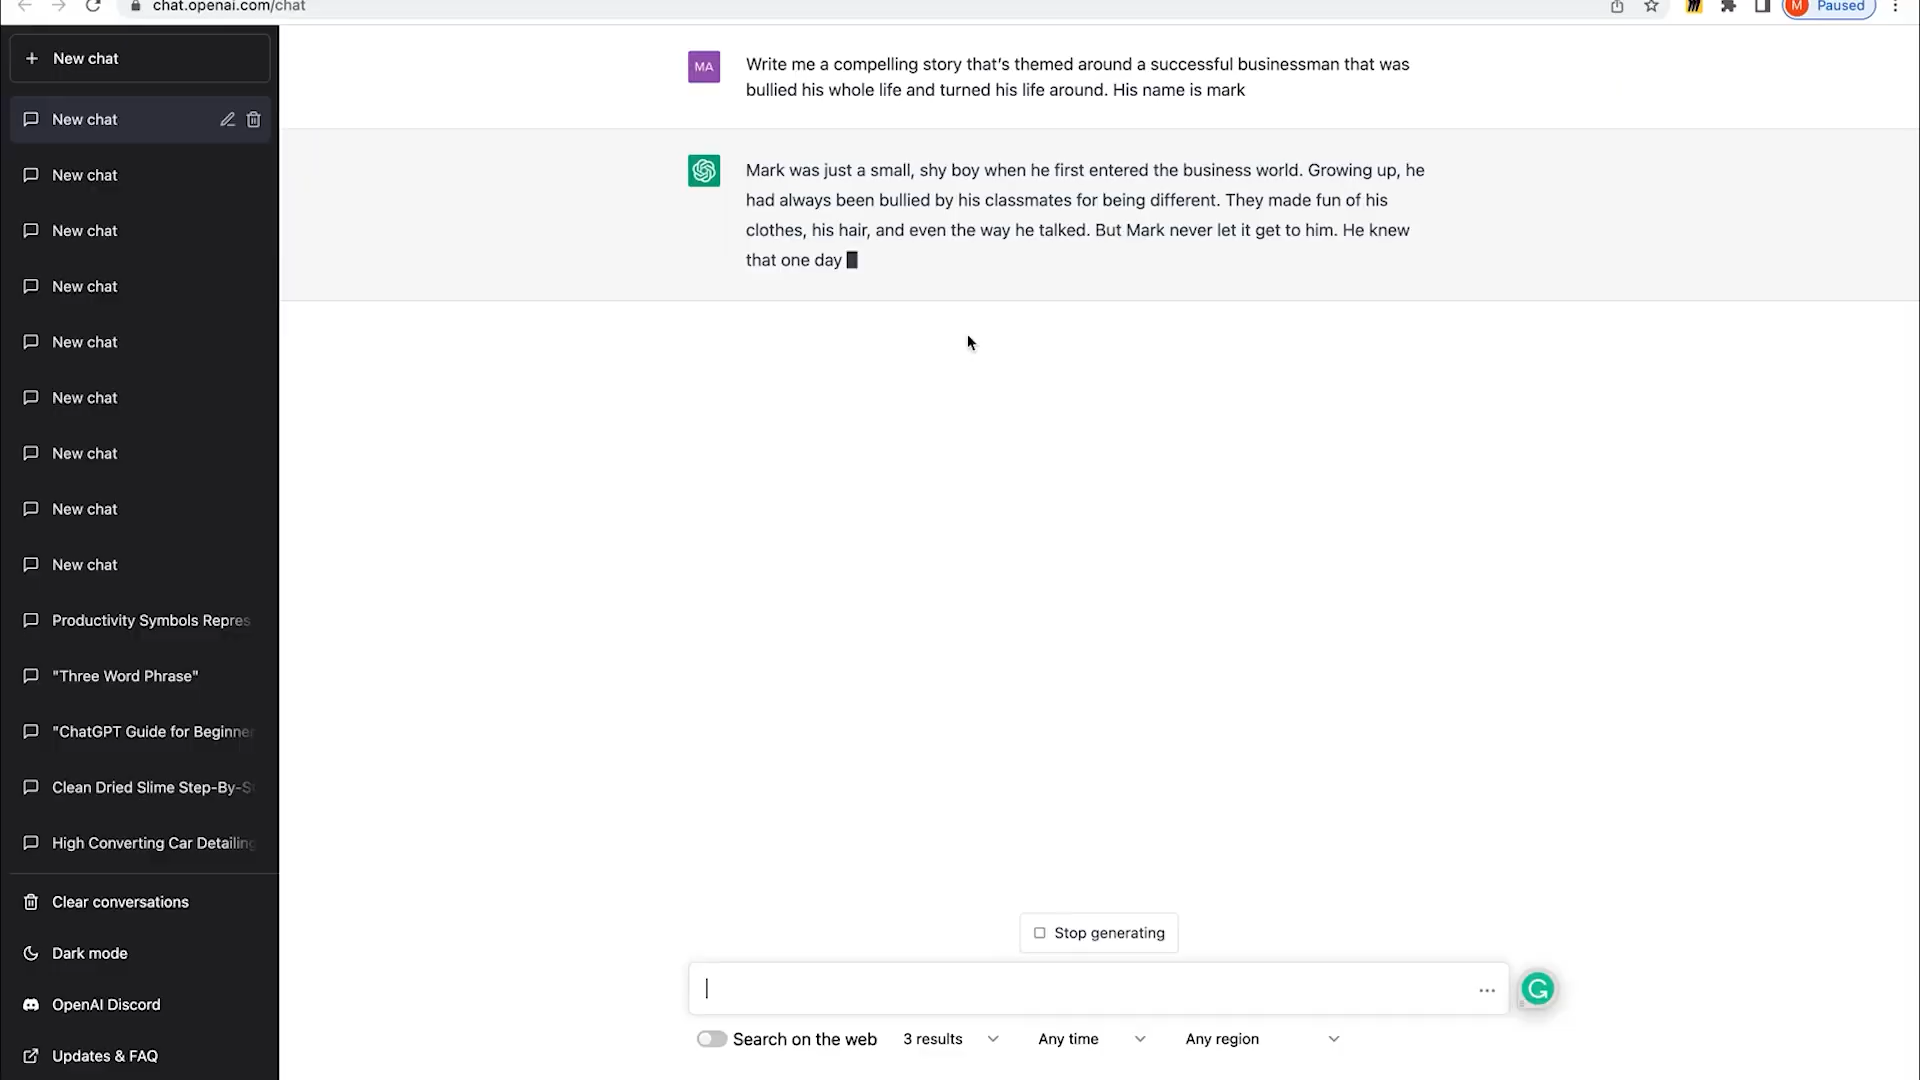 chat.openai.com/chat
M Paused
New chat
New chat
New chat
New chat
New chat
New chat
New chat
New chat
New chat
New chat
Productivity Symbols Repres
"Three Word Phrase"
"ChatGPT Guide for Beginner
Clean Dried Slime Step-By-S
High Converting Car Detailing
Clear conversations
Dark mode
OpenAI Discord
Updates & FAQ
MA
Write me a compelling story that's themed around a successful businessman that was
bullied his whole life and turned his life around. His name is mark
Mark was just a small, shy boy when he first entered the business world. Growing up, he
had always been bullied by his classmates for being different. They made fun of his
clothes, his hair, and even the way he talked. But Mark never let it get to him. He knew
that one day
Stop generating
Search on the web 3 results Any time Any region